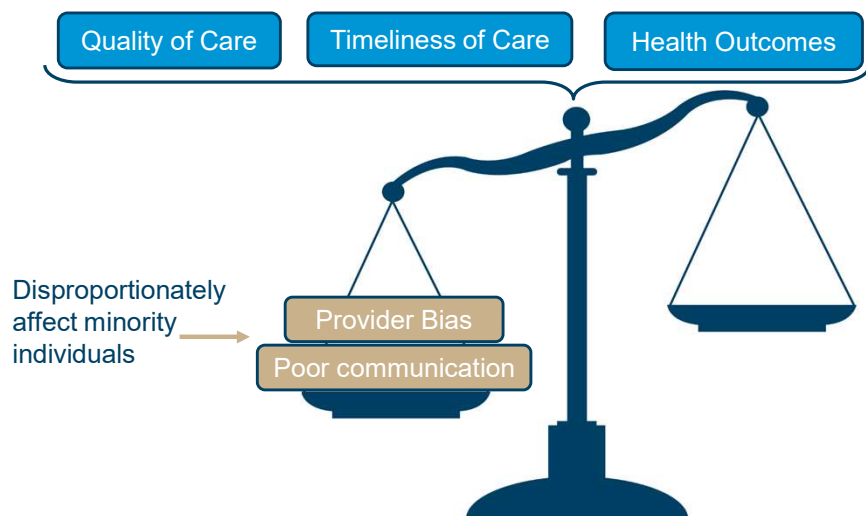 Quality of Care
Timeliness of Care
Health Outcomes
Disproportionately
affect minority
individuals
Provider Bias
Poor communication